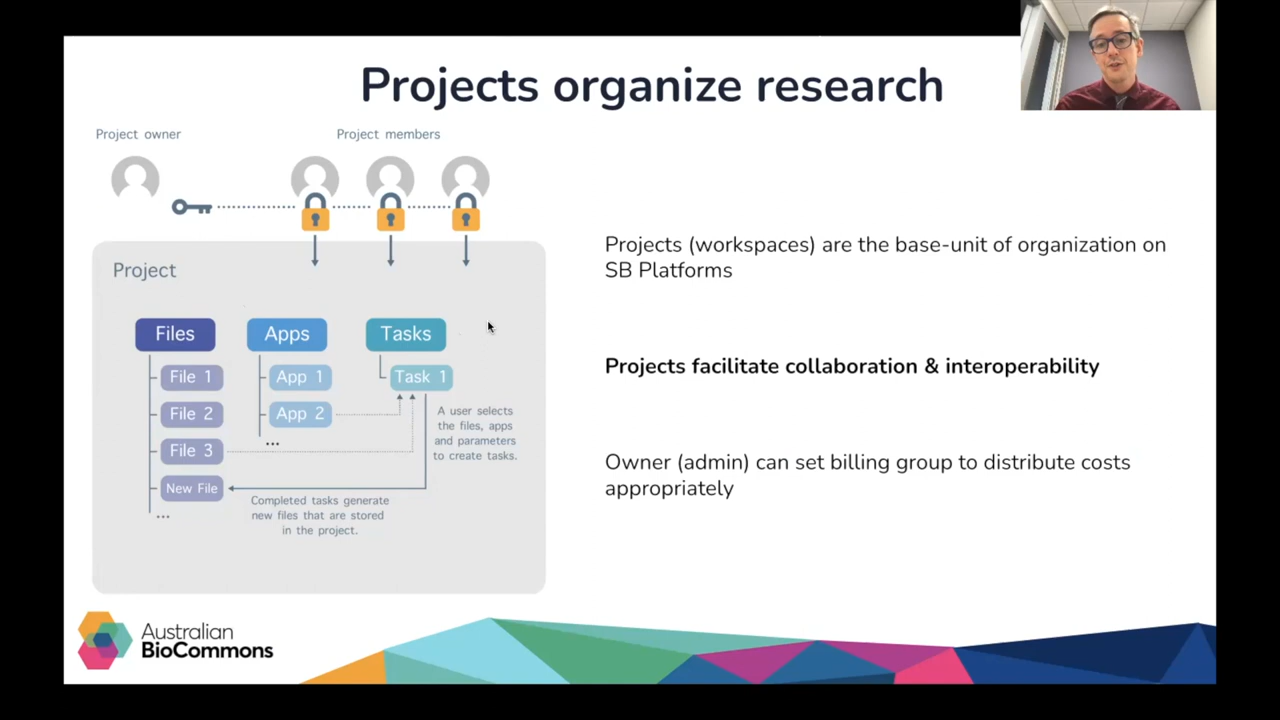 Projects organize research
Project owner
Project members
Project
Files
Apps
Tasks
File 1
App 1
Task 1
File 2
App 2
...
File 3
New File
...
A user selects
the files, apps
and parameters
to create tasks.
Completed tasks generate
new files that are stored
in the project.
Projects (workspaces) are the base-unit of organization on
SB Platforms
Projects facilitate collaboration & interoperability
Owner (admin) can set billing group to distribute costs
appropriately
Australian
BioCommons